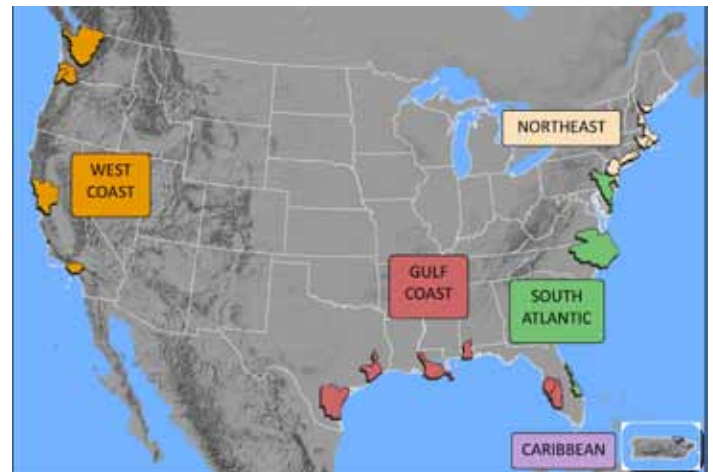 NORTHEAST
WEST
COAST
GULF
COAST
SOUTH
ATLANTIC
CARIBBEAN